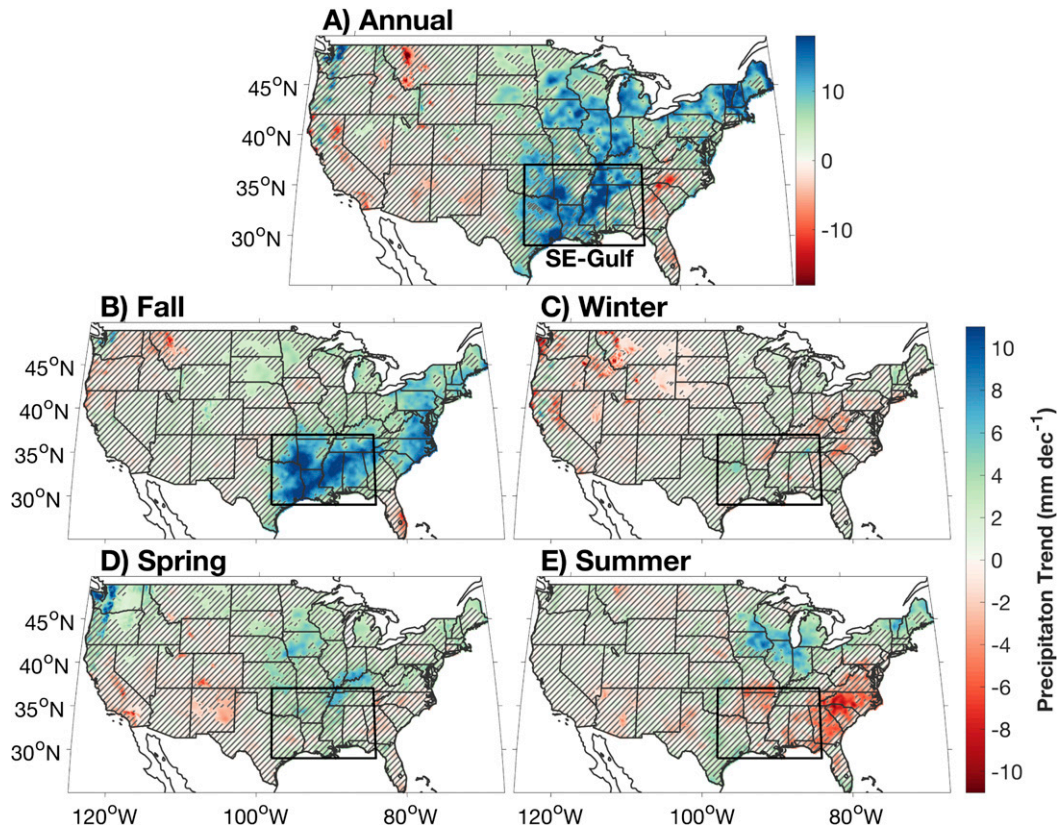 A) Annual
45°N
40°N
35°N
30°N
SE-Gulf
10
0
-10
B) Fall
C) Winter
45°N
40°N
35°N
30°N
D) Spring
E) Summer
45°N
40°N
35°N
30°N
120°W
100°W
80°W
120°W
100°W
80°W
10
8
6
4
2
0
-2
-4
-6
-8
-10
Precipitaton Trend (mm dec⁻¹)